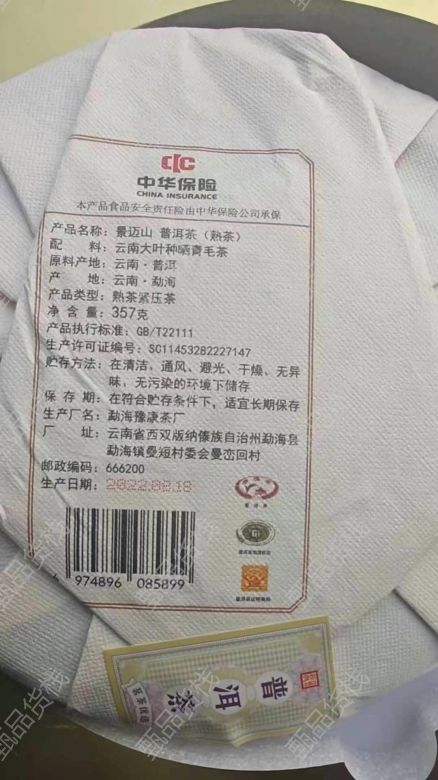 中华保险
CHINA INSURANCE
本产品食品安全责任险由中华保险公司承保
产品名称：景迈山 普洱茶（熟茶）
配　　料：云南大叶种晒青毛茶
原料产地：云南·普洱
产　　地：云南·勐海
产品类型：熟茶紧压茶
净 含 量：357克
产品执行标准：GB/T22111
生产许可证编号：SC11453282227147
贮存方法：在清洁、通风、避光、干燥、无异
味，无污染的环境下储存
保 存 期：在符合贮存条件下，适宜长期保存
生产厂名：勐海豫康茶厂
厂　　址：云南省西双版纳傣族自治州勐海县
勐海镇曼短村委会曼峦回村
邮政编码：666200
生产日期：2022.08.18
6 974896 085899
普洱茶
甄品货栈